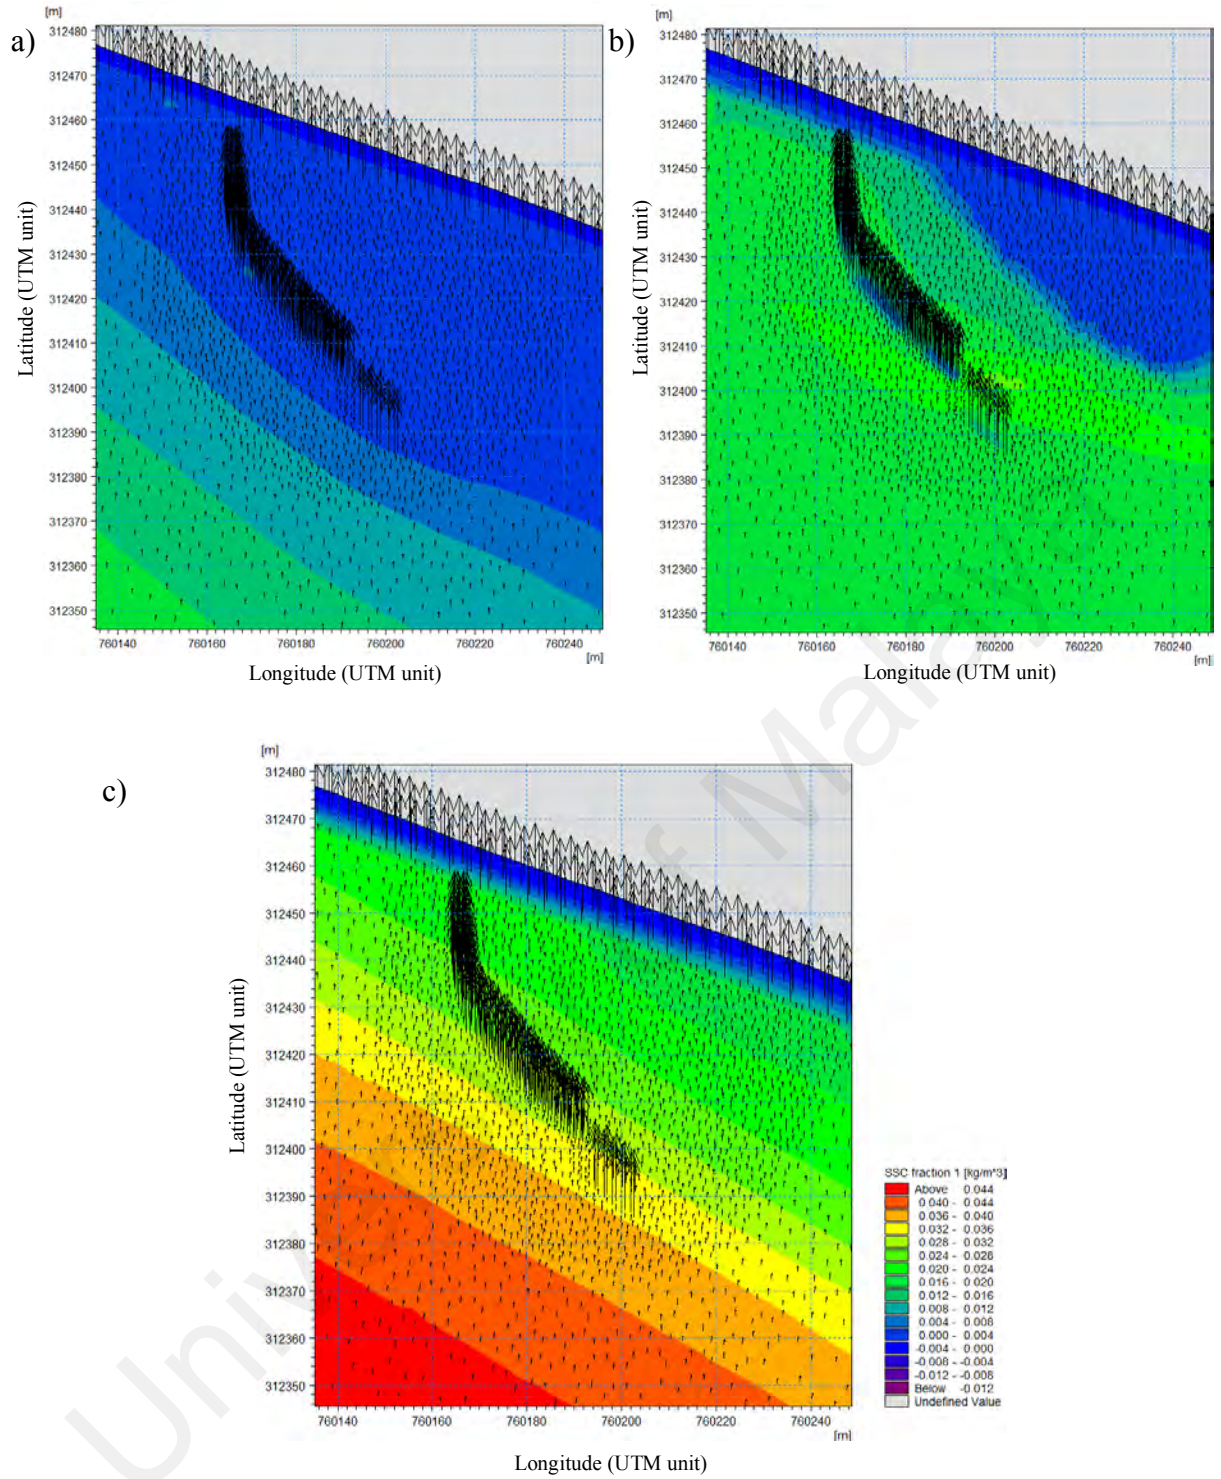 a)
[m]
312480
312470
312460
312450
312440
312430
312420
312410
312400
312390
312380
312370
312360
312350
Latitude (UTM unit)
760140 760160 760180 760200 760220 760240
[m]
Longitude (UTM unit)
b)
[m]
312480
312470
312460
312450
312440
312430
312420
312410
312400
312390
312380
312370
312360
312350
Latitude (UTM unit)
760140 760160 760180 760200 760220 760240
[m]
Longitude (UTM unit)
c)
[m]
312480
312470
312460
312450
312440
312430
312420
312410
312400
312390
312380
312370
312360
312350
Latitude (UTM unit)
760140 760160 760180 760200 760220 760240
[m]
Longitude (UTM unit)
SSC fraction 1 [kg/m^3]
Above 0.044
0.040 - 0.044
0.036 - 0.040
0.032 - 0.036
0.028 - 0.032
0.024 - 0.028
0.020 - 0.024
0.016 - 0.020
0.012 - 0.016
0.008 - 0.012
0.004 - 0.008
0.000 - 0.004
-0.004 - 0.000
-0.008 - -0.004
-0.012 - -0.008
Below -0.012
Undefined Value